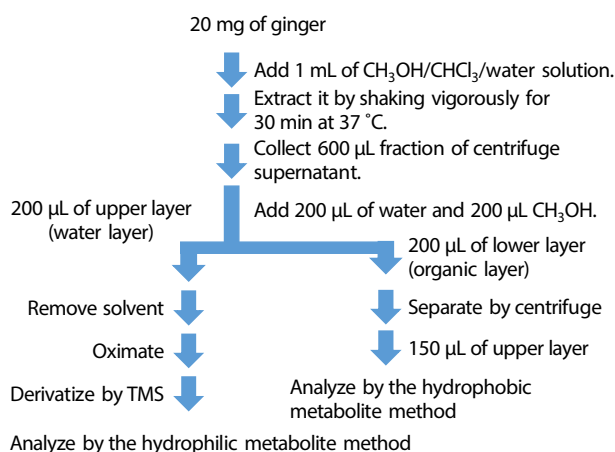 20 mg of ginger
Add 1 mL of CH₃OH/CHCl₃/water solution.
Extract it by shaking vigorously for
30 min at 37 ˚C.
Collect 600 µL fraction of centrifuge
supernatant.
Add 200 µL of water and 200 µL CH₃OH.
200 µL of upper layer
(water layer)
Remove solvent
Oximate
Derivatize by TMS
Analyze by the hydrophilic metabolite method
200 µL of lower layer
(organic layer)
Separate by centrifuge
150 µL of upper layer
Analyze by the hydrophobic
metabolite method